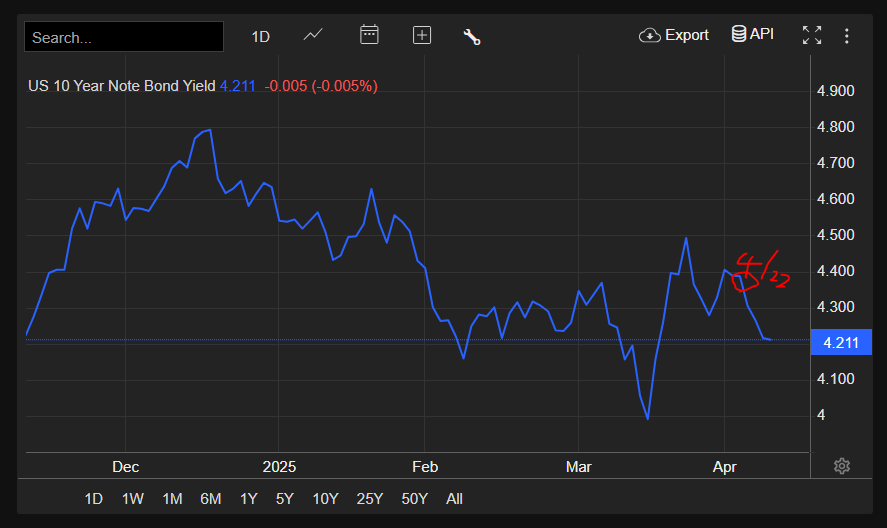 Search...
1D
Export
API
US 10 Year Note Bond Yield 4.211 -0.005 (-0.005%)
4.900
4.800
4.700
4.600
4.500
4.400
4.300
4.211
4.100
4
Dec 2025 Feb Mar Apr
1D 1W 1M 6M 1Y 5Y 10Y 25Y 50Y All